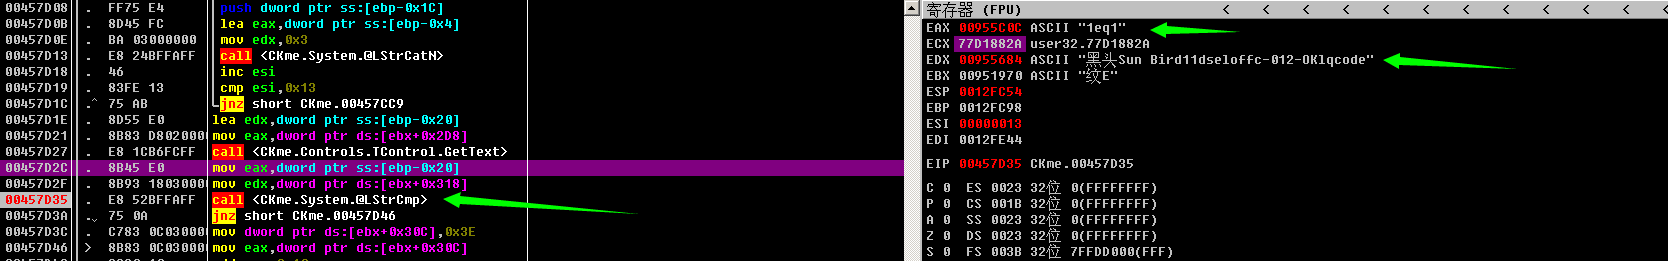 00457D08 . FF75 E4 push dword ptr ss:[ebp-0x1C]
00457D0B . 8D45 FC lea eax,dword ptr ss:[ebp-0x4]
00457D0E . BA 03000000 mov edx,0x3
00457D13 . E8 24BFFAFF call <CKme.System.@LStrCatN>
00457D18 . 46 inc esi
00457D19 . 83FE 13 cmp esi,0x13
00457D1C .^ 75 AB jnz short CKme.00457CC9
00457D1E . 8D55 E0 lea edx,dword ptr ss:[ebp-0x20]
00457D21 . 8B83 D8020000 mov eax,dword ptr ds:[ebx+0x2D8]
00457D27 . E8 1CB6FCFF call <CKme.Controls.TControl.GetText>
00457D2C . 8B45 E0 mov eax,dword ptr ss:[ebp-0x20]
00457D2F . 8B93 18030000 mov edx,dword ptr ds:[ebx+0x318]
00457D35 . E8 52BFFAFF call <CKme.System.@LStrCmp>
00457D3A .ˇ 75 0A jnz short CKme.00457D46
00457D3C . C783 0C03000 mov dword ptr ds:[ebx+0x30C],0x3E
00457D46 > 8B83 0C03000 mov eax,dword ptr ds:[ebx+0x30C]
寄存器 (FPU) < < < < < < < < < < < <
EAX 00955C0C ASCII "1eq1"
ECX 77D1882A user32.77D1882A
EDX 00955684 ASCII "黑头Sun Bird11dseloffc-012-OKlqcode"
EBX 00951970 ASCII "纹E"
ESP 0012FC54
EBP 0012FC98
ESI 00000013
EDI 0012FE44
EIP 00457D35 CKme.00457D35
C 0 ES 0023 32位 0(FFFFFFFF)
P 0 CS 001B 32位 0(FFFFFFFF)
A 0 SS 0023 32位 0(FFFFFFFF)
Z 0 DS 0023 32位 0(FFFFFFFF)
S 0 FS 003B 32位 7FFDD000(FFF)